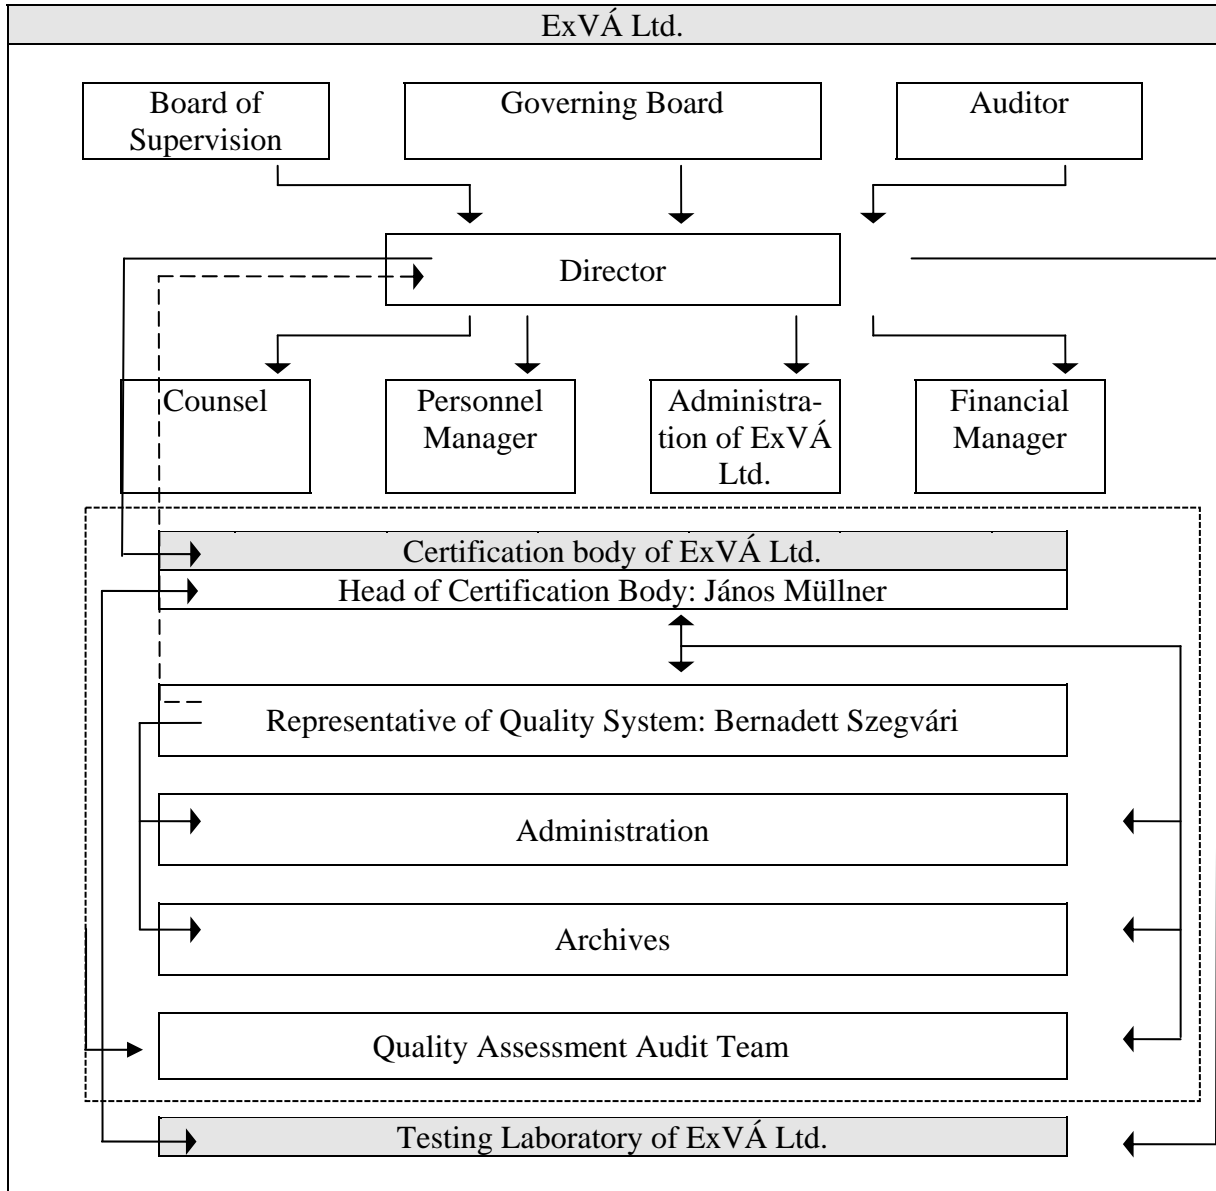 ExVÁ Ltd.
Board of
Supervision
Governing Board
Auditor
Director
Counsel
Personnel
Manager
Administra-
tion of ExVÁ
Ltd.
Financial
Manager
Certification body of ExVÁ Ltd.
Head of Certification Body: János Müllner
Representative of Quality System: Bernadett Szegvári
Administration
Archives
Quality Assessment Audit Team
Testing Laboratory of ExVÁ Ltd.